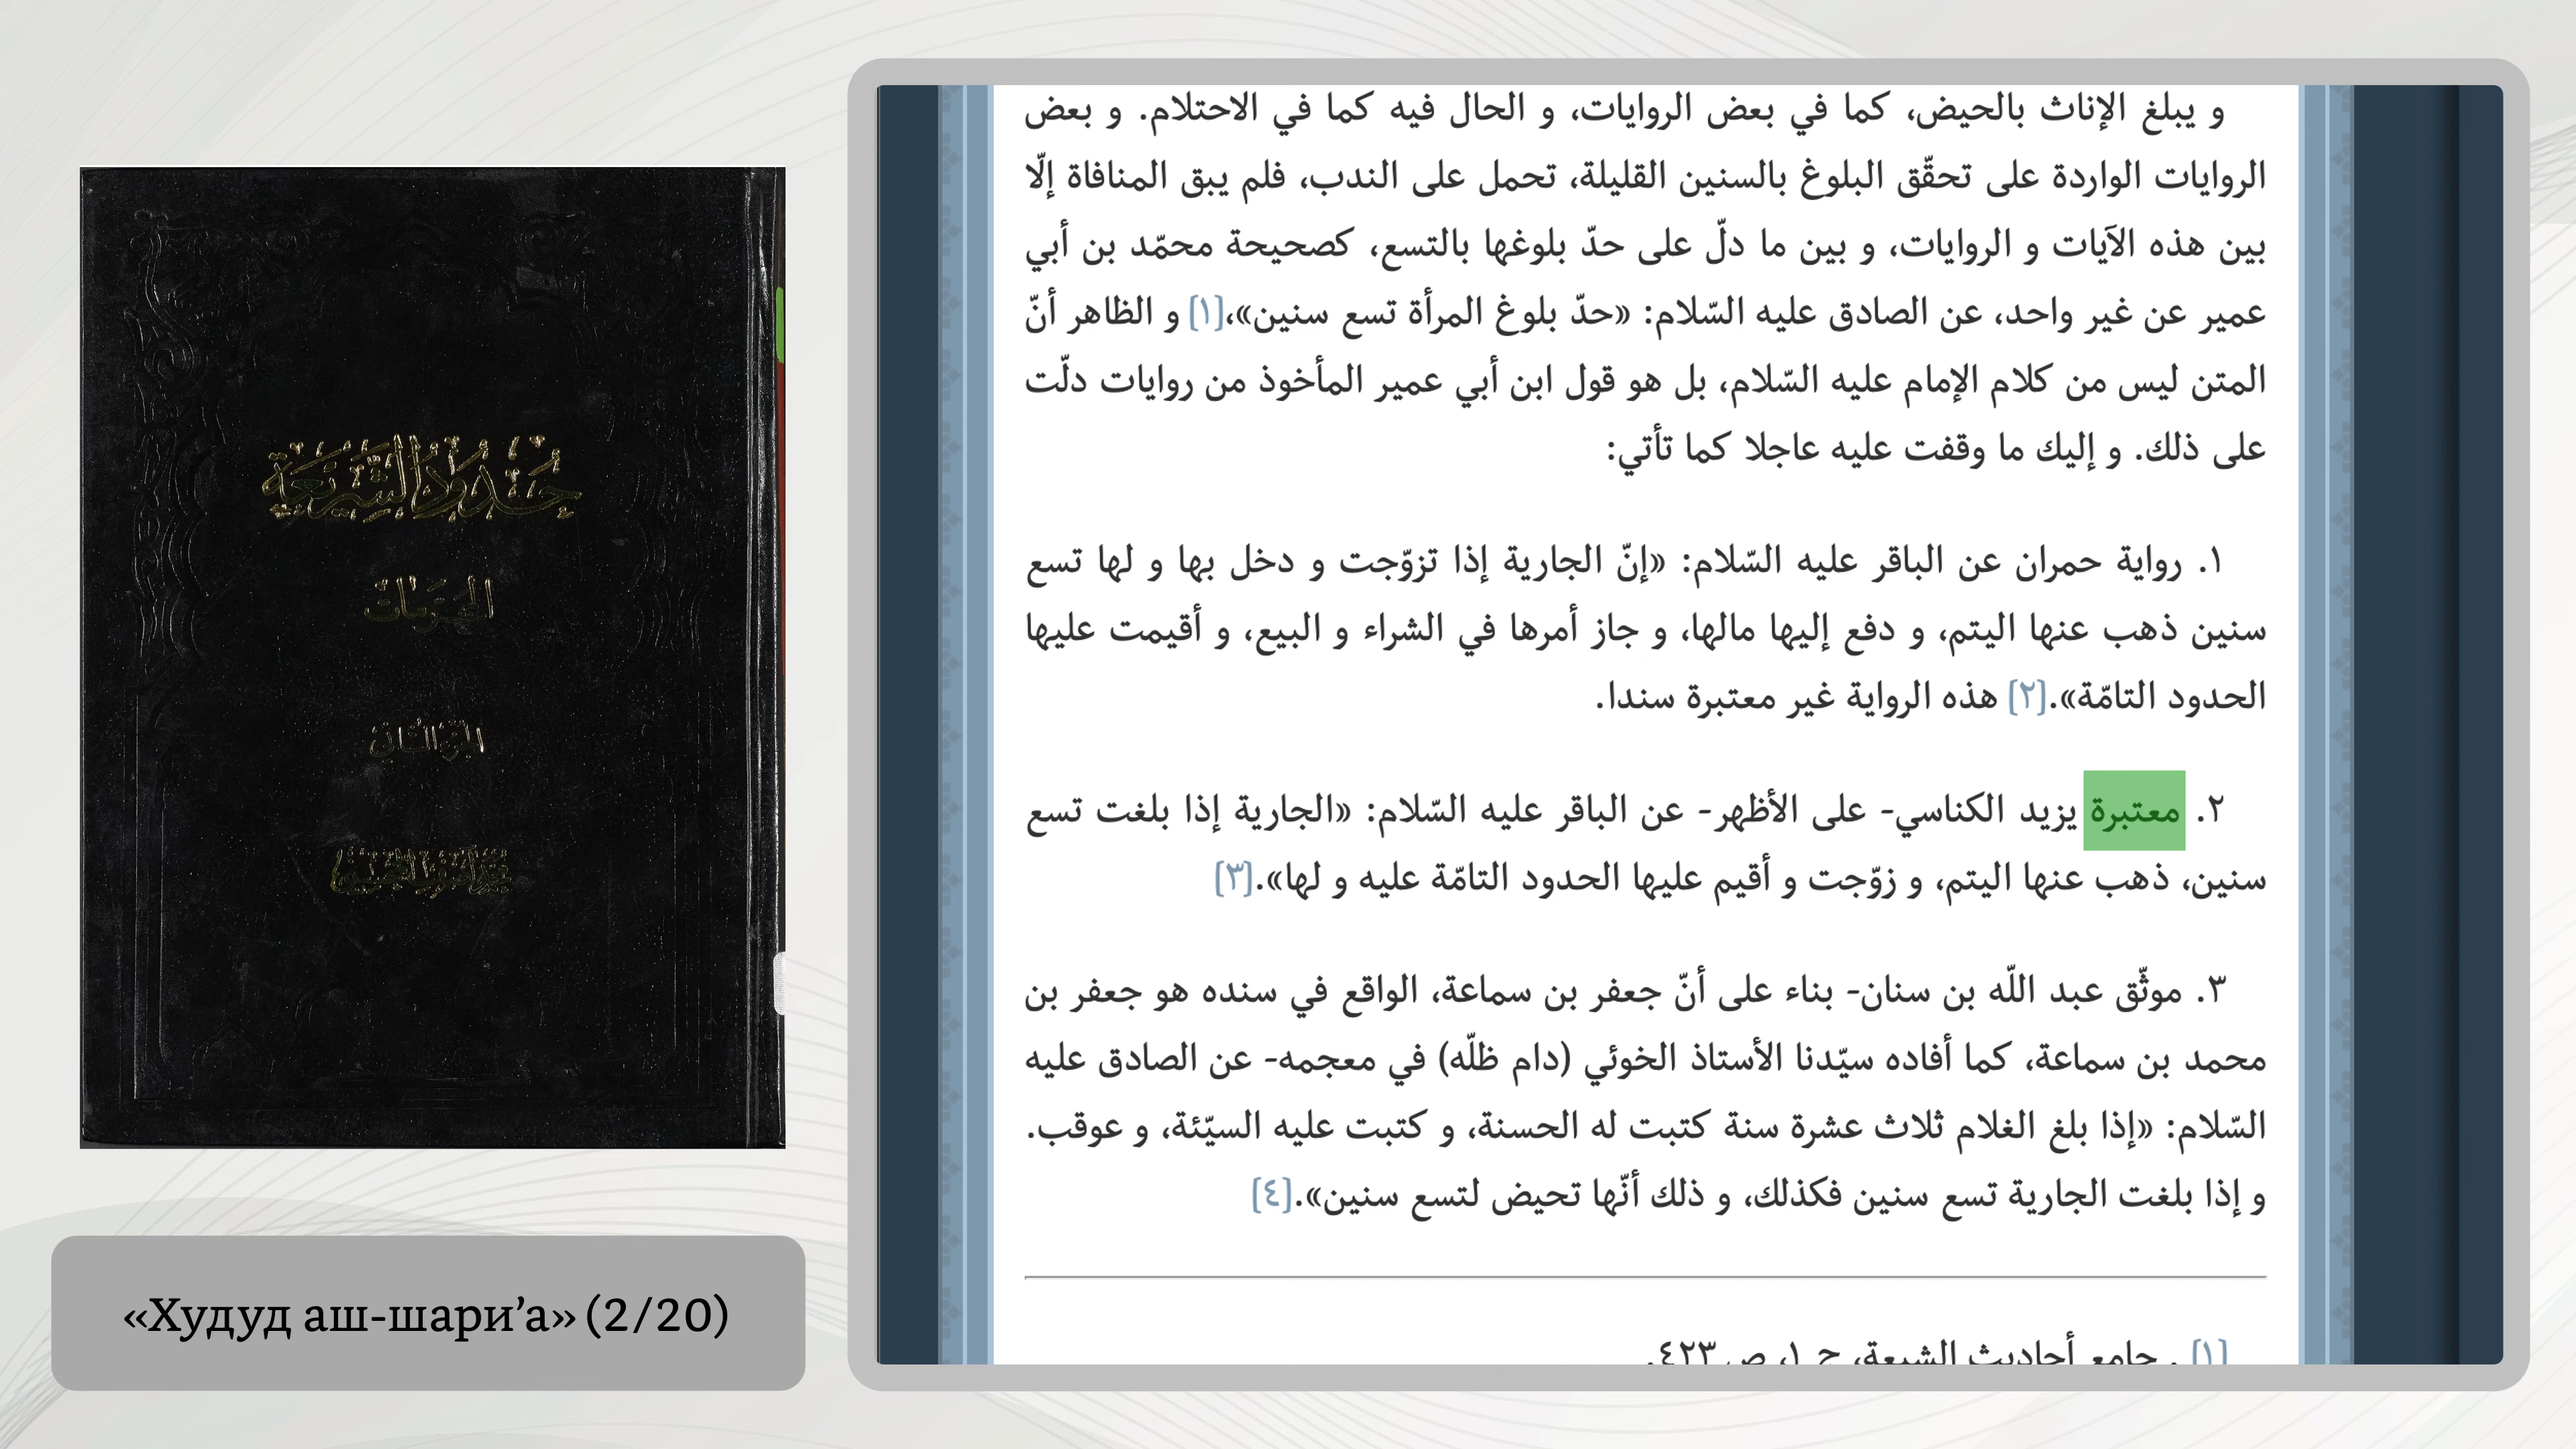 حدود الشريعة
المحرمات
الجزء الثاني
محمد آصف المحسني
«Худуд аш-шари’а» (2/20)
و يبلغ الإناث بالحيض، كما في بعض الروايات، و الحال فيه كما في الاحتلام. و بعض
الروايات الواردة على تحقّق البلوغ بالسنين القليلة، تحمل على الندب، فلم يبق المنافاة إلّا
بين هذه الآيات و الروايات، و بين ما دلّ على حدّ بلوغها بالتسع، كصحيحة محمّد بن أبي
عمير عن غير واحد، عن الصادق عليه السّلام: «حدّ بلوغ المرأة تسع سنين»،[١] و الظاهر أنّ
المتن ليس من كلام الإمام عليه السّلام، بل هو قول ابن أبي عمير المأخوذ من روايات دلّت
على ذلك. و إليك ما وقفت عليه عاجلا كما تأتي:
١. رواية حمران عن الباقر عليه السّلام: «إنّ الجارية إذا تزوّجت و دخل بها و لها تسع
سنين ذهب عنها اليتم، و دفع إليها مالها، و جاز أمرها في الشراء و البيع، و أقيمت عليها
الحدود التامّة».[٢] هذه الرواية غير معتبرة سندا.
٢. معتبرة يزيد الكناسي- على الأظهر- عن الباقر عليه السّلام: «الجارية إذا بلغت تسع
سنين، ذهب عنها اليتم، و زوّجت و أقيم عليها الحدود التامّة عليه و لها».[٣]
٣. موثّق عبد اللّه بن سنان- بناء على أنّ جعفر بن سماعة، الواقع في سنده هو جعفر بن
محمد بن سماعة، كما أفاده سيّدنا الأستاذ الخوئي (دام ظلّه) في معجمه- عن الصادق عليه
السّلام: «إذا بلغ الغلام ثلاث عشرة سنة كتبت له الحسنة، و كتبت عليه السيّئة، و عوقب.
و إذا بلغت الجارية تسع سنين فكذلك، و ذلك أنّها تحيض لتسع سنين».[٤]
[١] . جامع أحاديث الشيعة، ج ١، ص ٤٢٣.